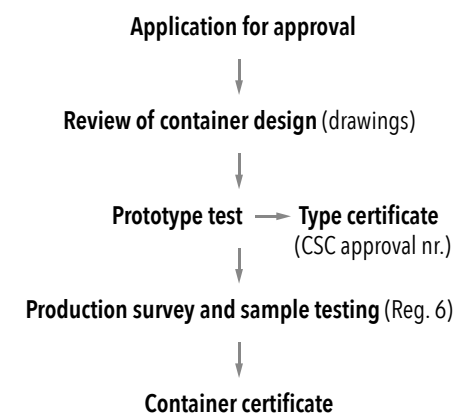 Application for approval
Review of container design (drawings)
Prototype test
Type certificate
(CSC approval nr.)
Production survey and sample testing (Reg. 6)
Container certificate